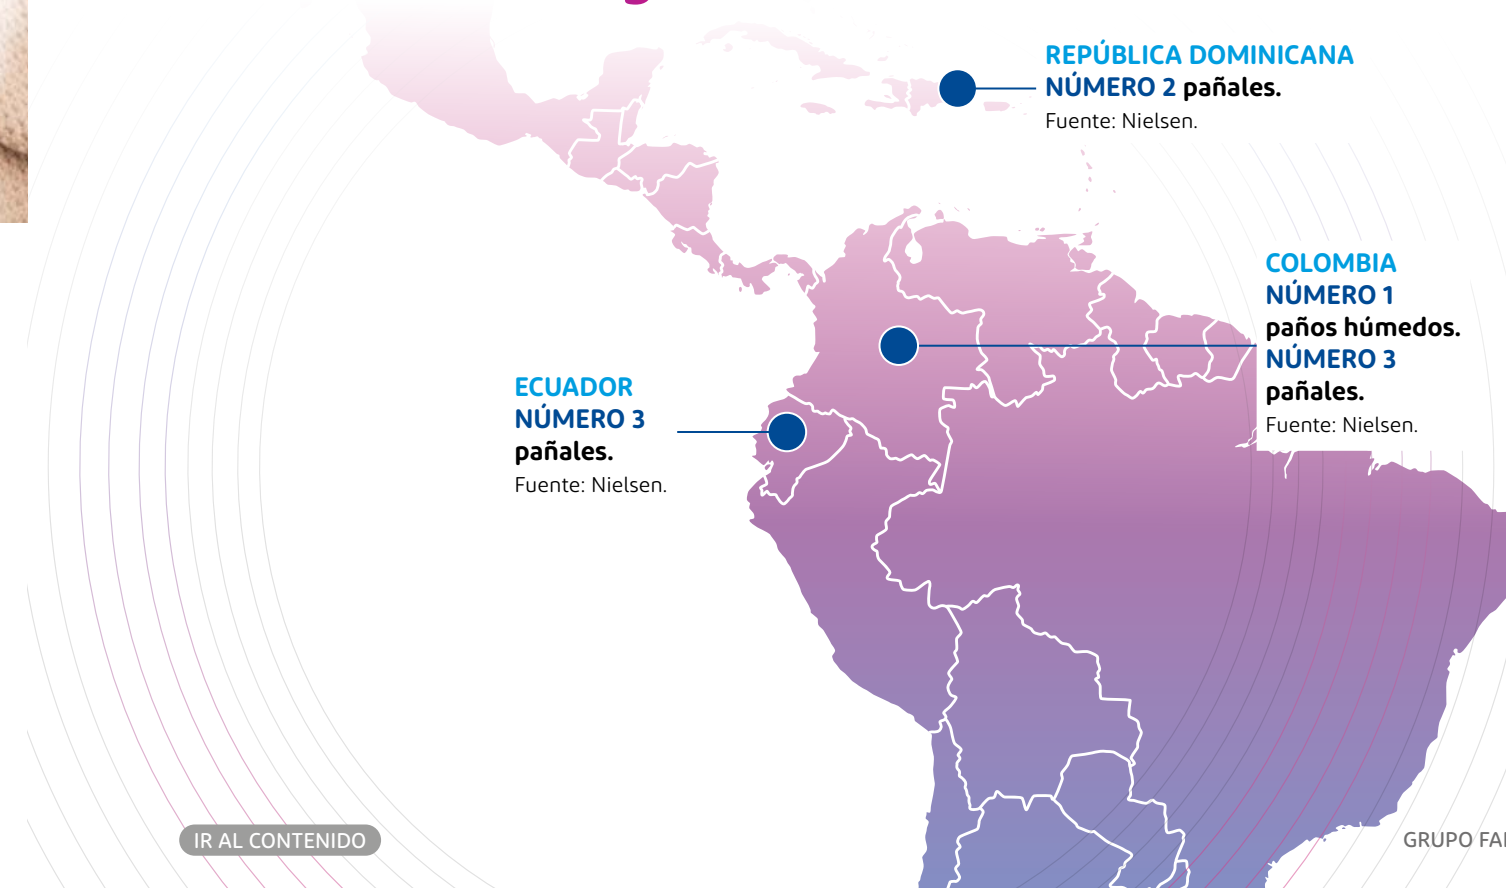 REPÚBLICA DOMINICANA
NÚMERO 2 pañales.
Fuente: Nielsen.
COLOMBIA
NÚMERO 1
paños húmedos.
NÚMERO 3
pañales.
Fuente: Nielsen.
ECUADOR
NÚMERO 3
pañales.
Fuente: Nielsen.
IR AL CONTENIDO
GRUPO